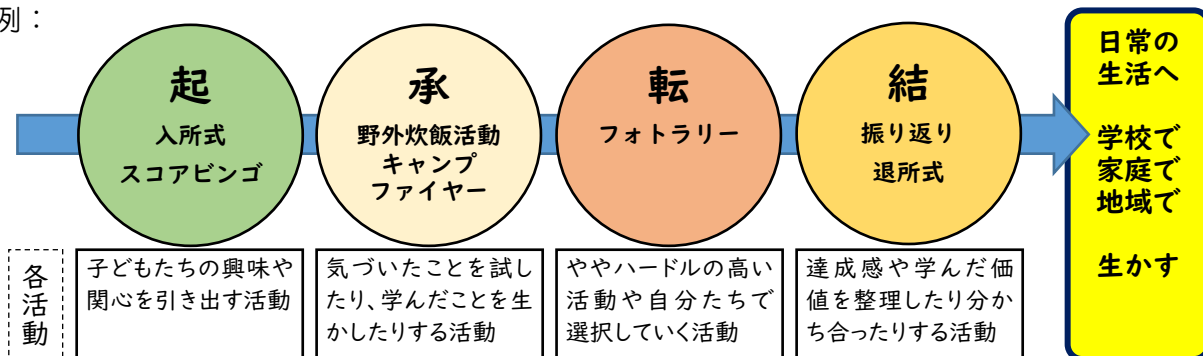 例：
起
入所式
スコアビンゴ
承
野外炊飯活動
キャンプ
ファイヤー
転
フォトラリー
結
振り返り
退所式
日常の
生活へ
学校で
家庭で
地域で
生かす
各活動
子どもたちの興味や
関心を引き出す活動
気づいたことを試し
たり、学んだことを生
かしたりする活動
ややハードルの高い
活動や自分たちで
選択していく活動
達成感や学んだ価
値を整理したり分か
ち合ったりする活動